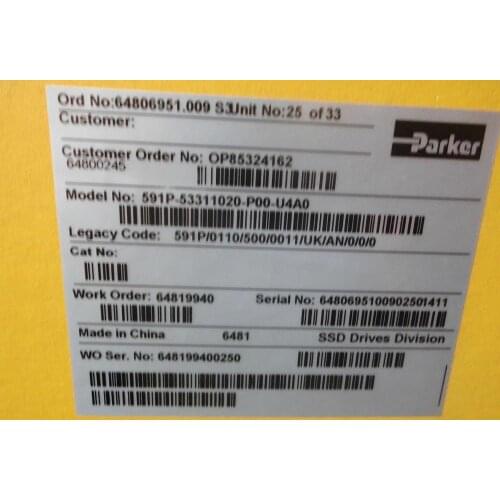 Ord No:64806951.009 S3Unit No:25 of 33
Customer:
Parker
Customer Order No: OP85324162
64800245
Model No: 591P-53311020-P00-U4A0
Legacy Code: 591P/0110/500/0011/UK/AN/0/0/0
Cat No:
Work Order: 64819940 Serial No: 6480695100902501411
Made in China 6481 SSD Drives Division
WO Ser. No: 648199400250